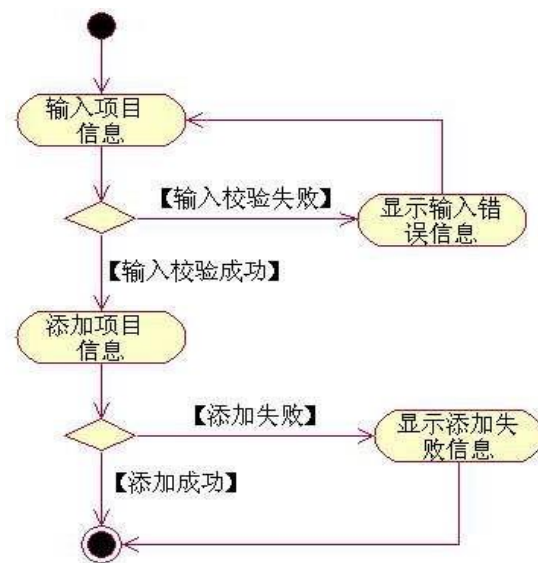 输入项目
信息
【输入校验失败】
显示输入错
误信息
【输入校验成功】
添加项目
信息
【添加失败】
显示添加失
败信息
【添加成功】